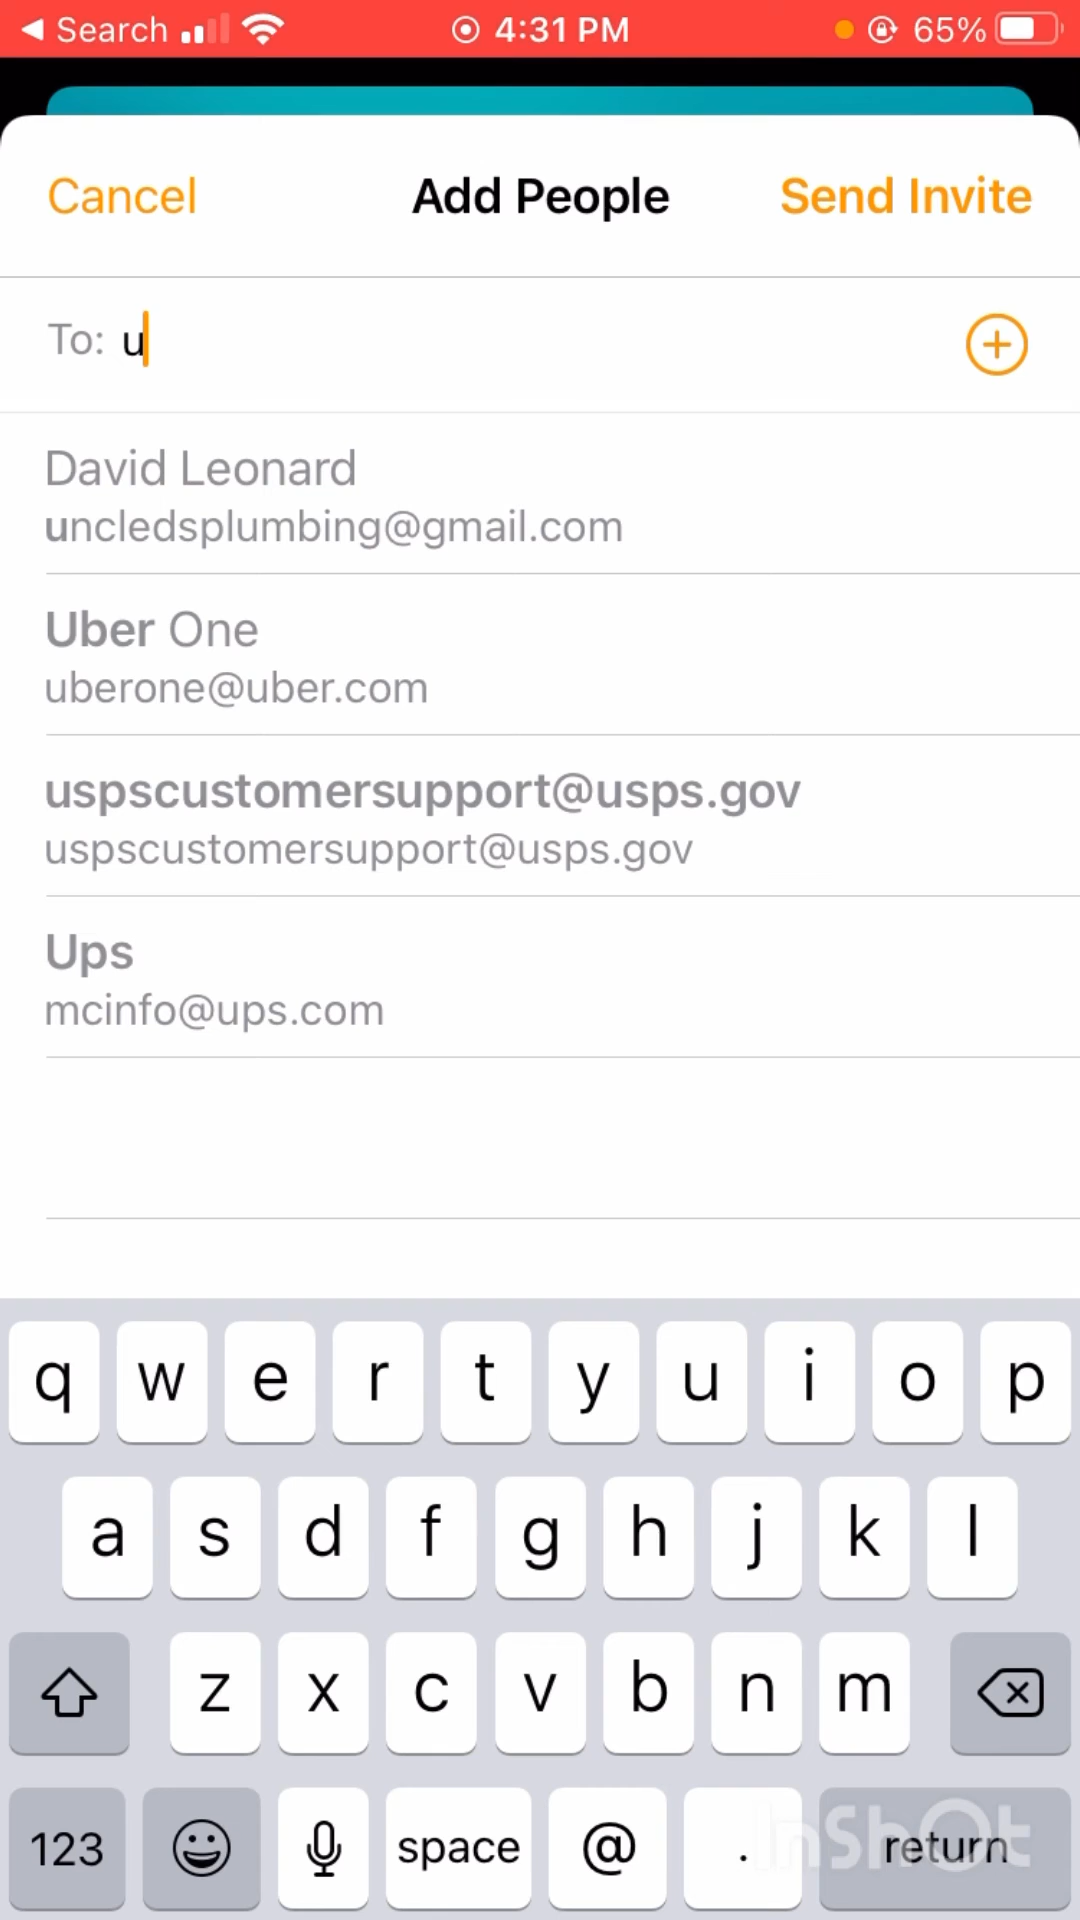 Search 4:31 PM 65%
Cancel Add People Send Invite
To: u
David Leonard
uncledsplumbing@gmail.com
Uber One
uberone@uber.com
uspscustomersupport@usps.gov
uspscustomersupport@usps.gov
Ups
mcinfo@ups.com
q w e r t y u i o p
a s d f g h j k l
z x c v b n m
123 space @ . return
InShOt